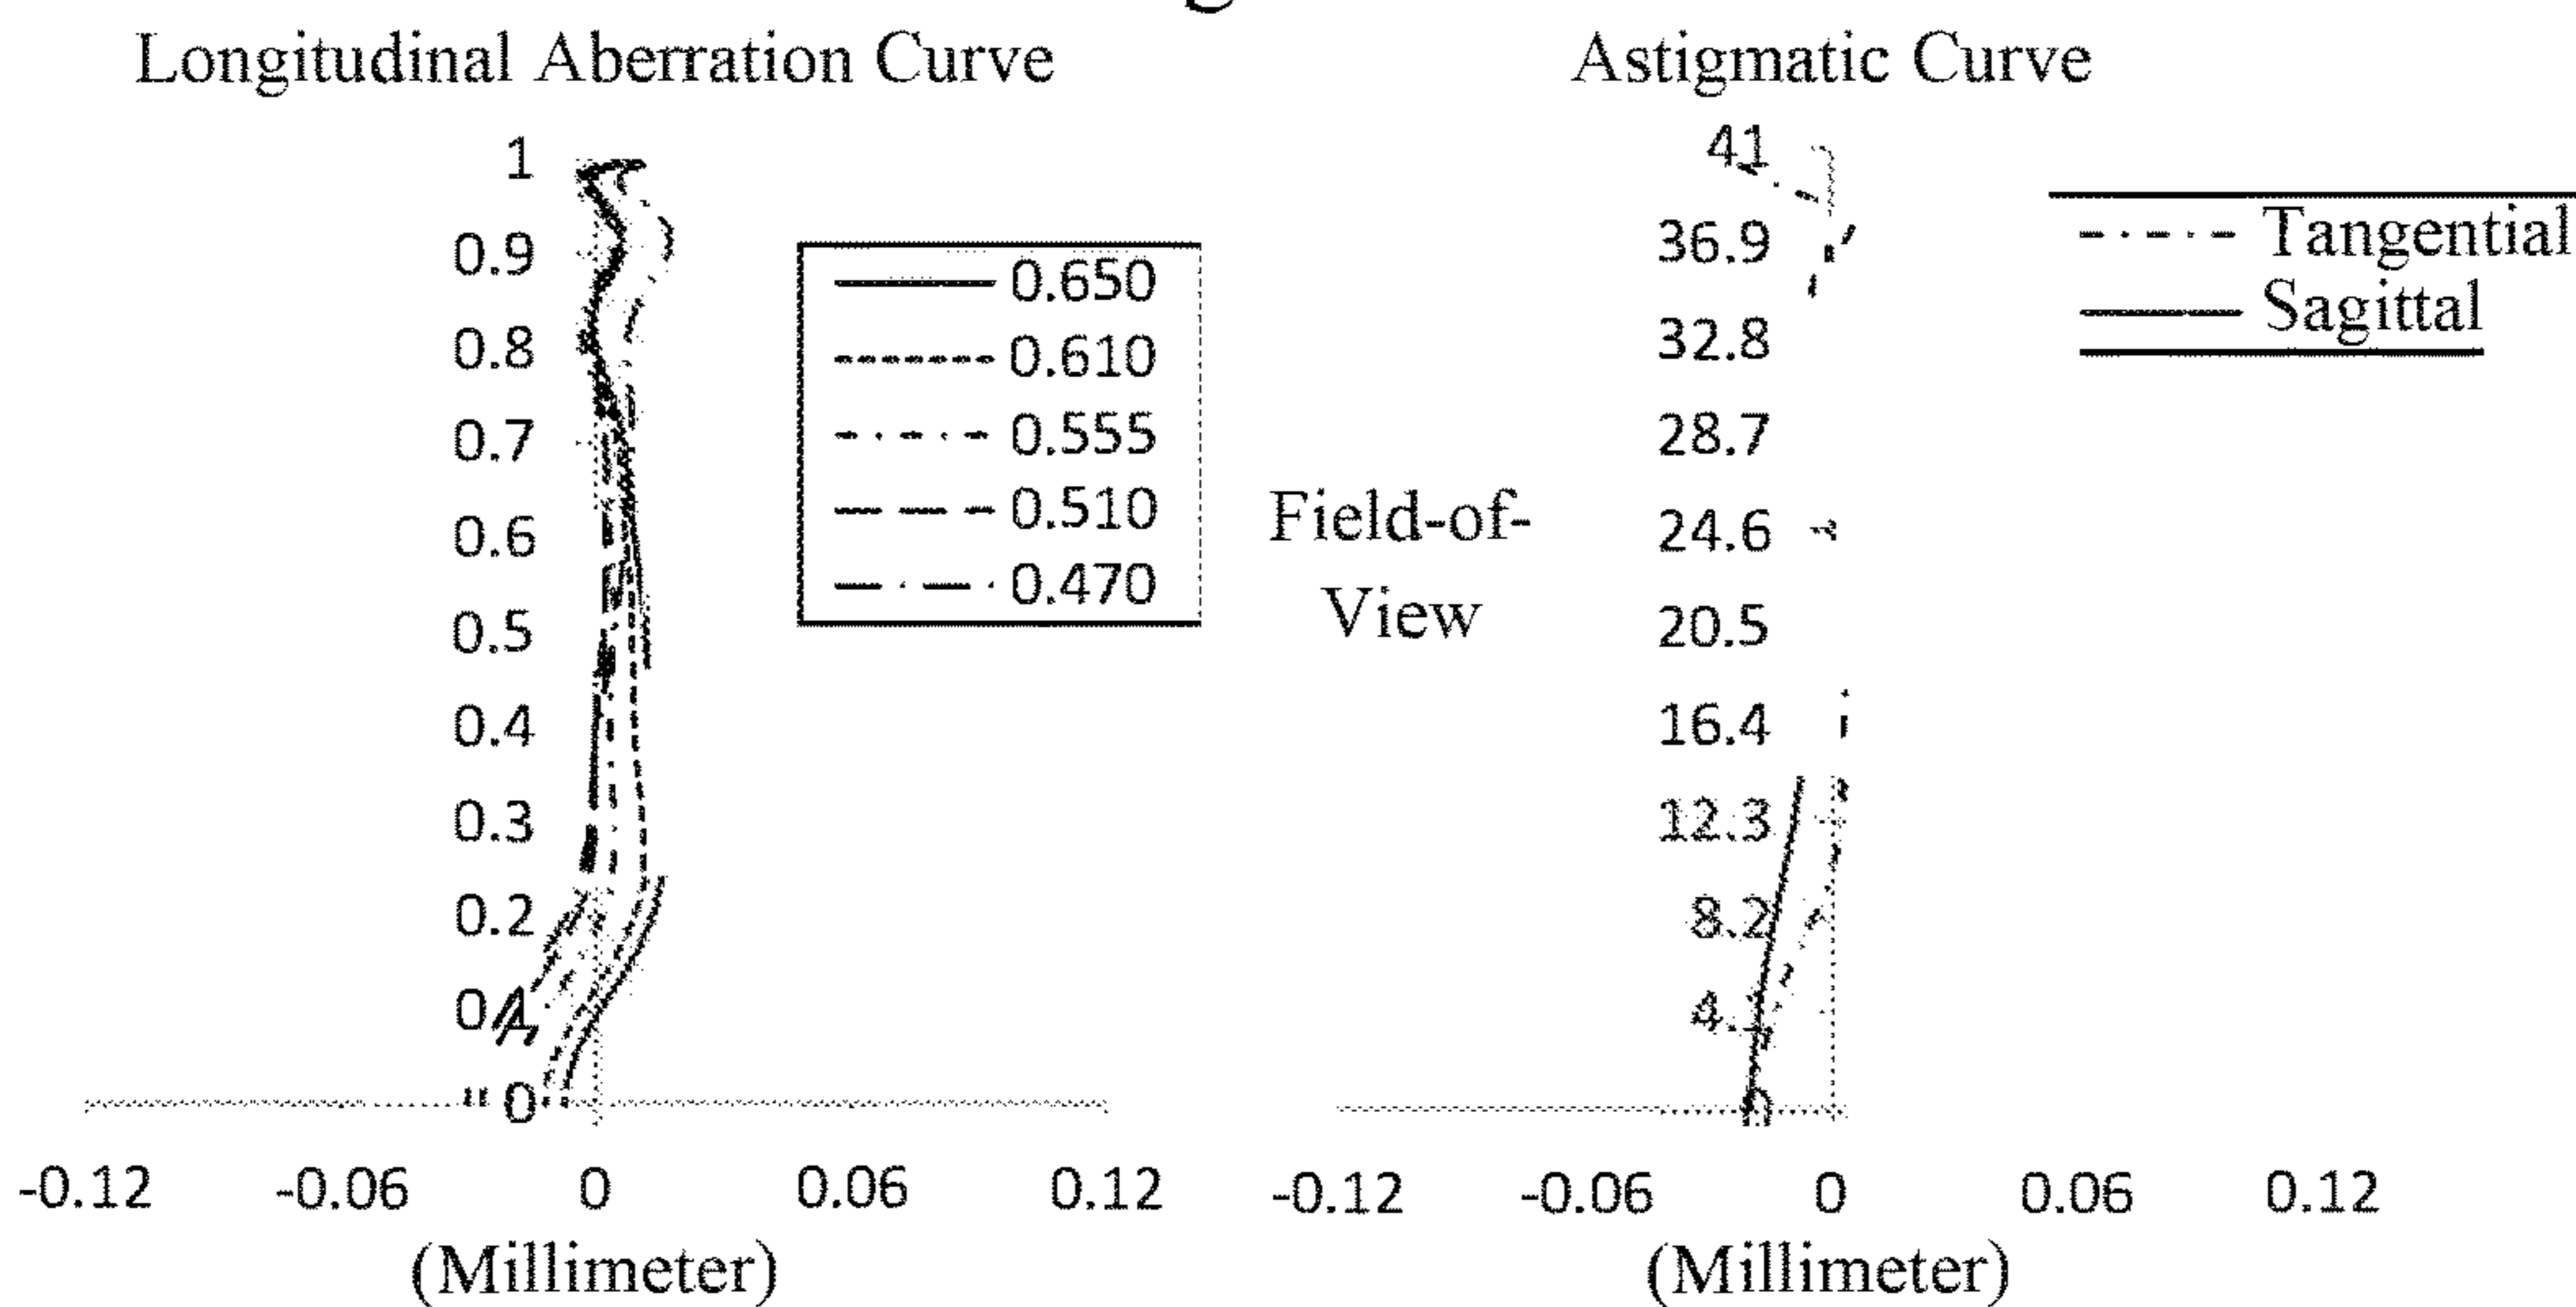 Longitudinal Aberration Curve
1
0.9
0.8
0.7
0.6
0.5
0.4
0.3
0.2
0.1
0
-0.12 -0.06 0 0.06 0.12
(Millimeter)
0.650
0.610
0.555
0.510
0.470
Astigmatic Curve
Field-of-
View
41
36.9
32.8
28.7
24.6
20.5
16.4
12.3
8.2
4.1
0
-0.12 -0.06 0 0.06 0.12
(Millimeter)
Tangential
Sagittal